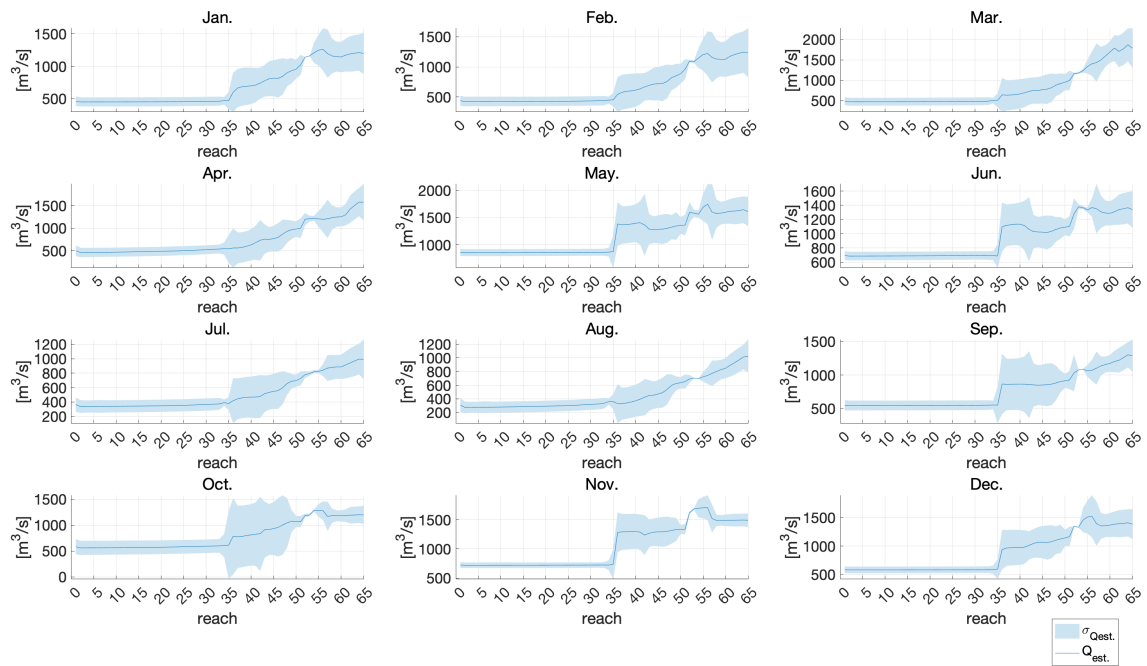 Jan.
[m³/s]
1500
1000
500
0 5 10 15 20 25 30 35 40 45 50 55 60 65
reach
Feb.
[m³/s]
1500
1000
500
0 5 10 15 20 25 30 35 40 45 50 55 60 65
reach
Mar.
[m³/s]
2000
1500
1000
500
0 5 10 15 20 25 30 35 40 45 50 55 60 65
reach
Apr.
[m³/s]
1500
1000
500
0 5 10 15 20 25 30 35 40 45 50 55 60 65
reach
May.
[m³/s]
2000
1500
1000
0 5 10 15 20 25 30 35 40 45 50 55 60 65
reach
Jun.
[m³/s]
1600
1400
1200
1000
800
600
0 5 10 15 20 25 30 35 40 45 50 55 60 65
reach
Jul.
[m³/s]
1200
1000
800
600
400
200
0 5 10 15 20 25 30 35 40 45 50 55 60 65
reach
Aug.
[m³/s]
1200
1000
800
600
400
200
0 5 10 15 20 25 30 35 40 45 50 55 60 65
reach
Sep.
[m³/s]
1500
1000
500
0 5 10 15 20 25 30 35 40 45 50 55 60 65
reach
Oct.
[m³/s]
1500
1000
500
0
0 5 10 15 20 25 30 35 40 45 50 55 60 65
reach
Nov.
[m³/s]
1500
1000
500
0 5 10 15 20 25 30 35 40 45 50 55 60 65
reach
Dec.
[m³/s]
1500
1000
500
0 5 10 15 20 25 30 35 40 45 50 55 60 65
reach
σQest.
Qest.